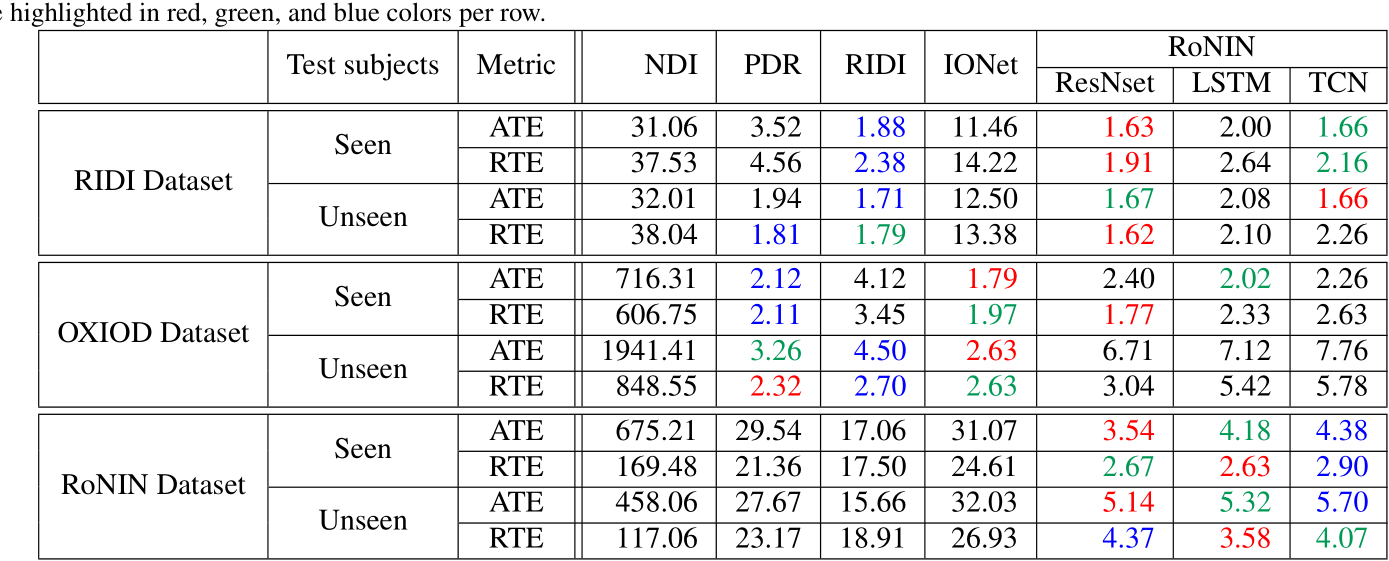 highlighted in red, green, and blue colors per row.
Test subjects Metric NDI PDR RIDI IONet RoNIN
ResNset LSTM TCN
RIDI Dataset Seen ATE 31.06 3.52 1.88 11.46 1.63 2.00 1.66
RTE 37.53 4.56 2.38 14.22 1.91 2.64 2.16
Unseen ATE 32.01 1.94 1.71 12.50 1.67 2.08 1.66
RTE 38.04 1.81 1.79 13.38 1.62 2.10 2.26
OXIOD Dataset Seen ATE 716.31 2.12 4.12 1.79 2.40 2.02 2.26
RTE 606.75 2.11 3.45 1.97 1.77 2.33 2.63
Unseen ATE 1941.41 3.26 4.50 2.63 6.71 7.12 7.76
RTE 848.55 2.32 2.70 2.63 3.04 5.42 5.78
RoNIN Dataset Seen ATE 675.21 29.54 17.06 31.07 3.54 4.18 4.38
RTE 169.48 21.36 17.50 24.61 2.67 2.63 2.90
Unseen ATE 458.06 27.67 15.66 32.03 5.14 5.32 5.70
RTE 117.06 23.17 18.91 26.93 4.37 3.58 4.07